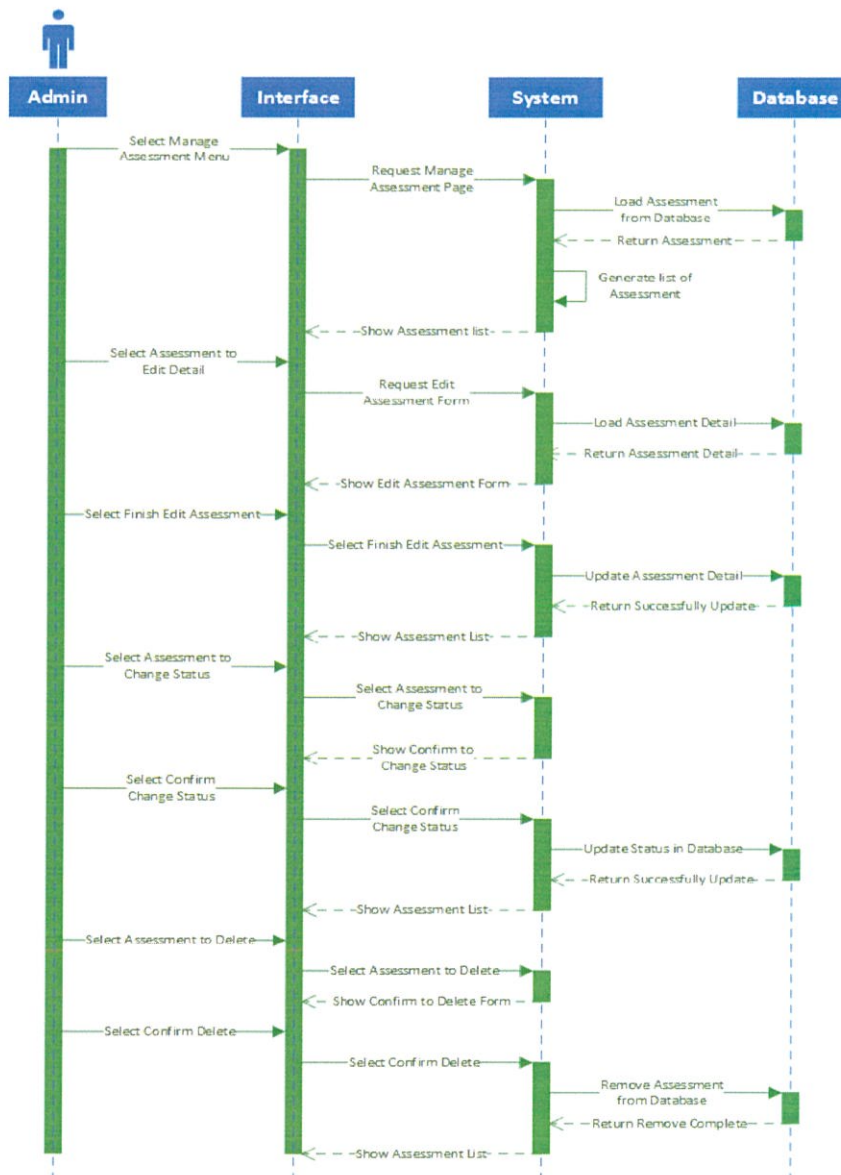 Admin
Interface
System
Database
Select Manage
Assessment Menu
Request Manage
Assessment Page
Load Assessment
from Database
Return Assessment
Generate list of
Assessment
Show Assessment list
Select Assessment to
Edit Detail
Request Edit
Assessment Form
Load Assessment Detail
Return Assessment Detail
Show Edit Assessment Form
Select Finish Edit Assessment
Select Finish Edit Assessment
Update Assessment Detail
Return Successfully Update
Show Assessment List
Select Assessment to
Change Status
Select Assessment to
Change Status
Show Confirm to
Change Status
Select Confirm
Change Status
Select Confirm
Change Status
Update Status in Database
Return Successfully Update
Show Assessment List
Select Assessment to Delete
Select Assessment to Delete
Show Confirm to Delete Form
Select Confirm Delete
Select Confirm Delete
Remove Assessment
from Database
Return Remove Complete
Show Assessment List